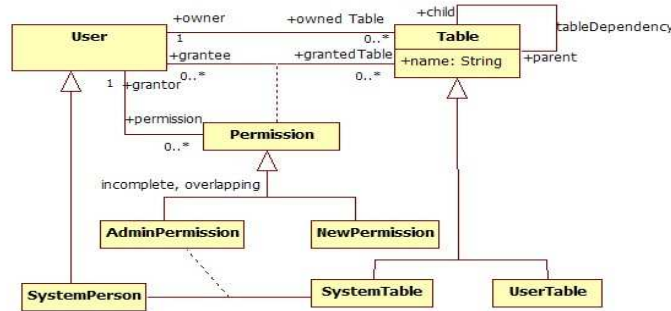 +child
+owner
+owned Table
tableDependency
User
1
0..*
Table
+grantee
+grantedTable
+name: String
+parent
0..*
0..*
1
+grantor
+permission
0..*
Permission
incomplete, overlapping
AdminPermission
NewPermission
SystemPerson
SystemTable
UserTable